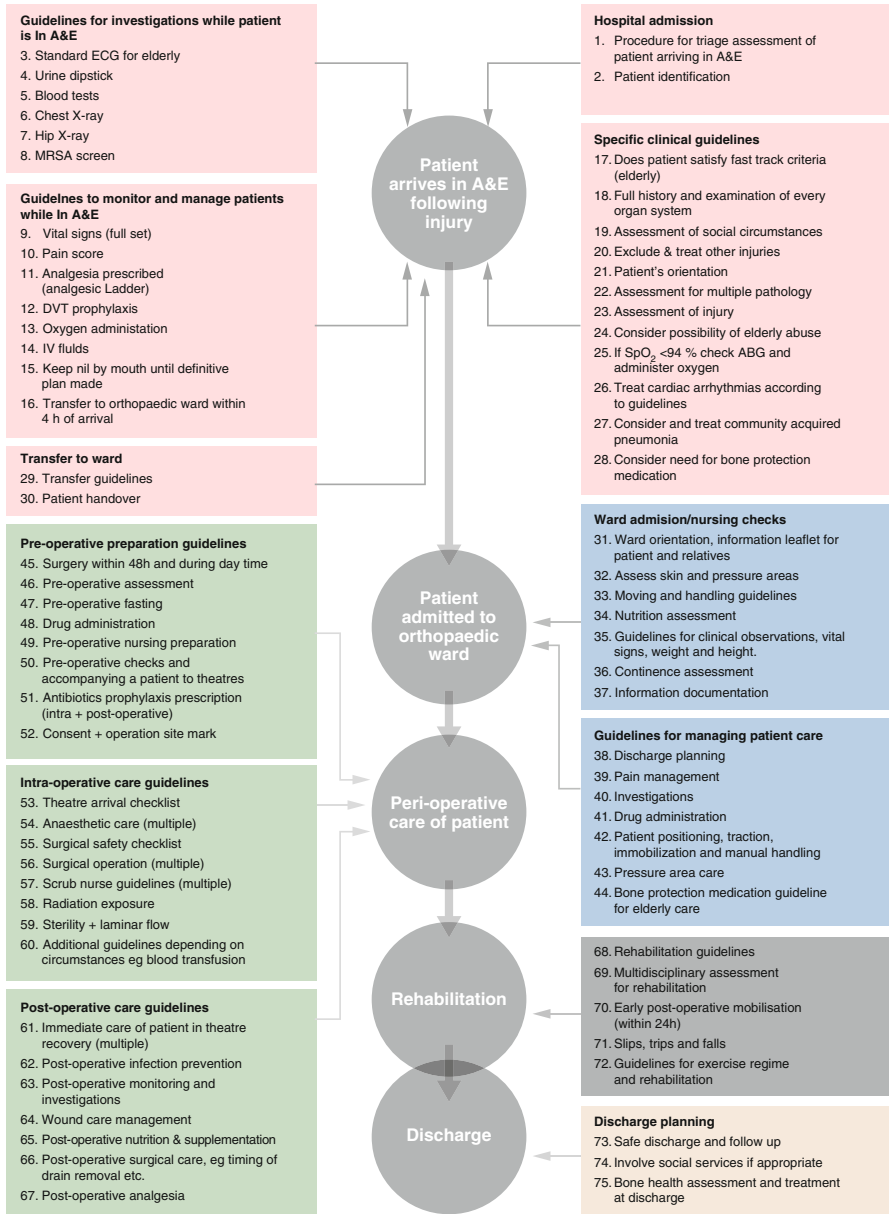 Guidelines for investigations while patient
is In A&E
3. Standard ECG for elderly
4. Urine dipstick
5. Blood tests
6. Chest X-ray
7. Hip X-ray
8. MRSA screen
Guidelnes to monitor and manage patients
while In A&E
9. Vital signs (full set)
10. Pain score
11. Analgesia prescribed
(analgesic Ladder)
12. DVT prophylaxis
13. Oxygen administation
14. IV fluIds
15. Keep nil by mouth until definitive
plan made
16. Transfer to orthopaedic ward within
4 h of arrival
Transfer to ward
29. Transfer guidelines
30. Patient handover
Pre-operative preparation guidelines
45. Surgery within 48h and during day time
46. Pre-operative assessment
47. Pre-operative fasting
48. Drug administration
49. Pre-operative nursing preparation
50. Pre-operative checks and
accompanying a patient to theatres
51. Antibiotics prophylaxis prescription
(intra + post-operative)
52. Consent + operation site mark
Intra-operative care guidelines
53. Theatre arrival checklist
54. Anaesthetic care (multiple)
55. Surgical safety checklist
56. Surgical operation (multiple)
57. Scrub nurse guidelines (multiple)
58. Radiation exposure
59. Sterility + laminar flow
60. Additional guidelines depending on
circumstances eg blood transfusion
Post-operative care guidelines
61. Immediate care of patient in theatre
recovery (multiple)
62. Post-operative infection prevention
63. Post-operative monitoring and
investigations
64. Wound care management
65. Post-operative nutrition & supplementation
66. Post-operative surgical care, eg timing of
drain removal etc.
67. Post-operative analgesia
Patient
arrives in A&E
following
injury
Patient
admitted to
orthopaedic
ward
Peri-operative
care of patient
Rehabilitation
Discharge
Hospital admission
1. Procedure for triage assessment of
patient arriving in A&E
2. Patient identification
Specific clinical guidelines
17. Does patient satisfy fast track criteria
(elderly)
18. Full history and examination of every
organ system
19. Assessment of social circumstances
20. Exclude & treat other injuries
21. Patient's orientation
22. Assessment for multiple pathology
23. Assessment of injury
24. Consider possibility of elderly abuse
25. If SpO2 <94 % check ABG and
administer oxygen
26. Treat cardiac arrhythmias according
to guidelines
27. Consider and treat community acquired
pneumonia
28. Consider need for bone protection
medication
Ward admision/nursing checks
31. Ward orientation, information leaflet for
patient and relatives
32. Assess skin and pressure areas
33. Moving and handling guidelines
34. Nutrition assessment
35. Guidelines for clinical observations, vital
signs, weight and height.
36. Continence assessment
37. Information documentation
Guidelines for managing patient care
38. Discharge planning
39. Pain management
40. Investigations
41. Drug administration
42. Patient positioning, traction,
immobilization and manual handling
43. Pressure area care
44. Bone protection medication guideline
for elderly care
68. Rehabilitation guidelines
69. Multidisciplinary assessment
for rehabilitation
70. Early post-operative mobilisation
(within 24h)
71. Slips, trips and falls
72. Guidelines for exercise regime
and rehabilitation
Discharge planning
73. Safe discharge and follow up
74. Involve social services if appropriate
75. Bone health assessment and treatment
at discharge